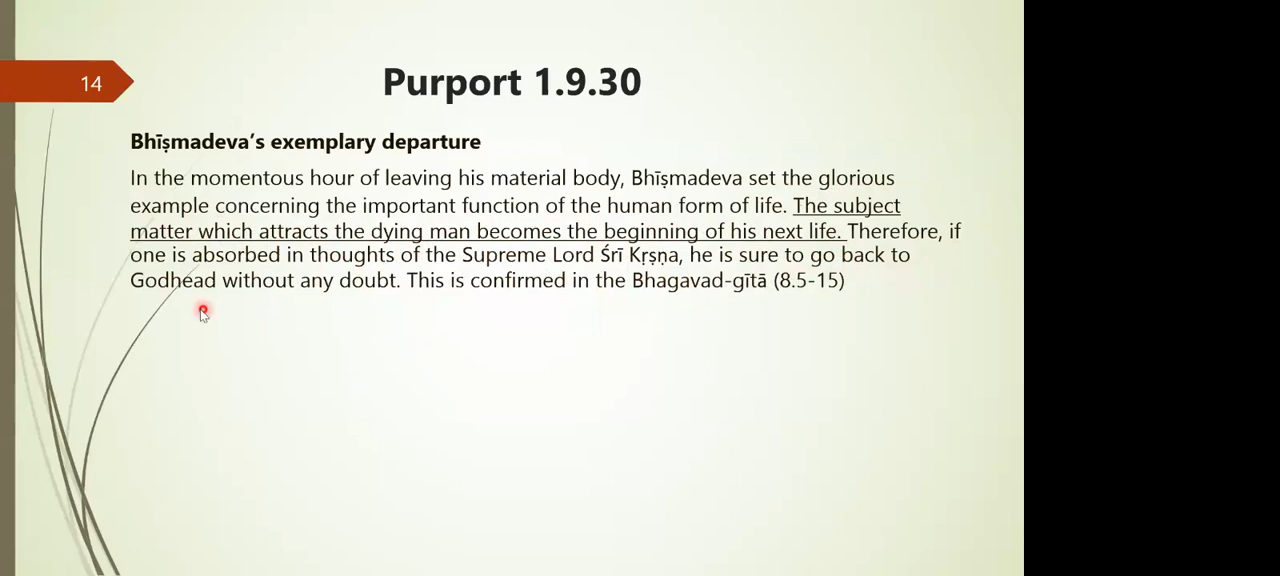 14
Purport 1.9.30
Bhīṣmadeva’s exemplary departure
In the momentous hour of leaving his material body, Bhīṣmadeva set the glorious
example concerning the important function of the human form of life. The subject
matter which attracts the dying man becomes the beginning of his next life. Therefore, if
one is absorbed in thoughts of the Supreme Lord Śrī Kṛṣṇa, he is sure to go back to
Godhead without any doubt. This is confirmed in the Bhagavad-gītā (8.5-15)